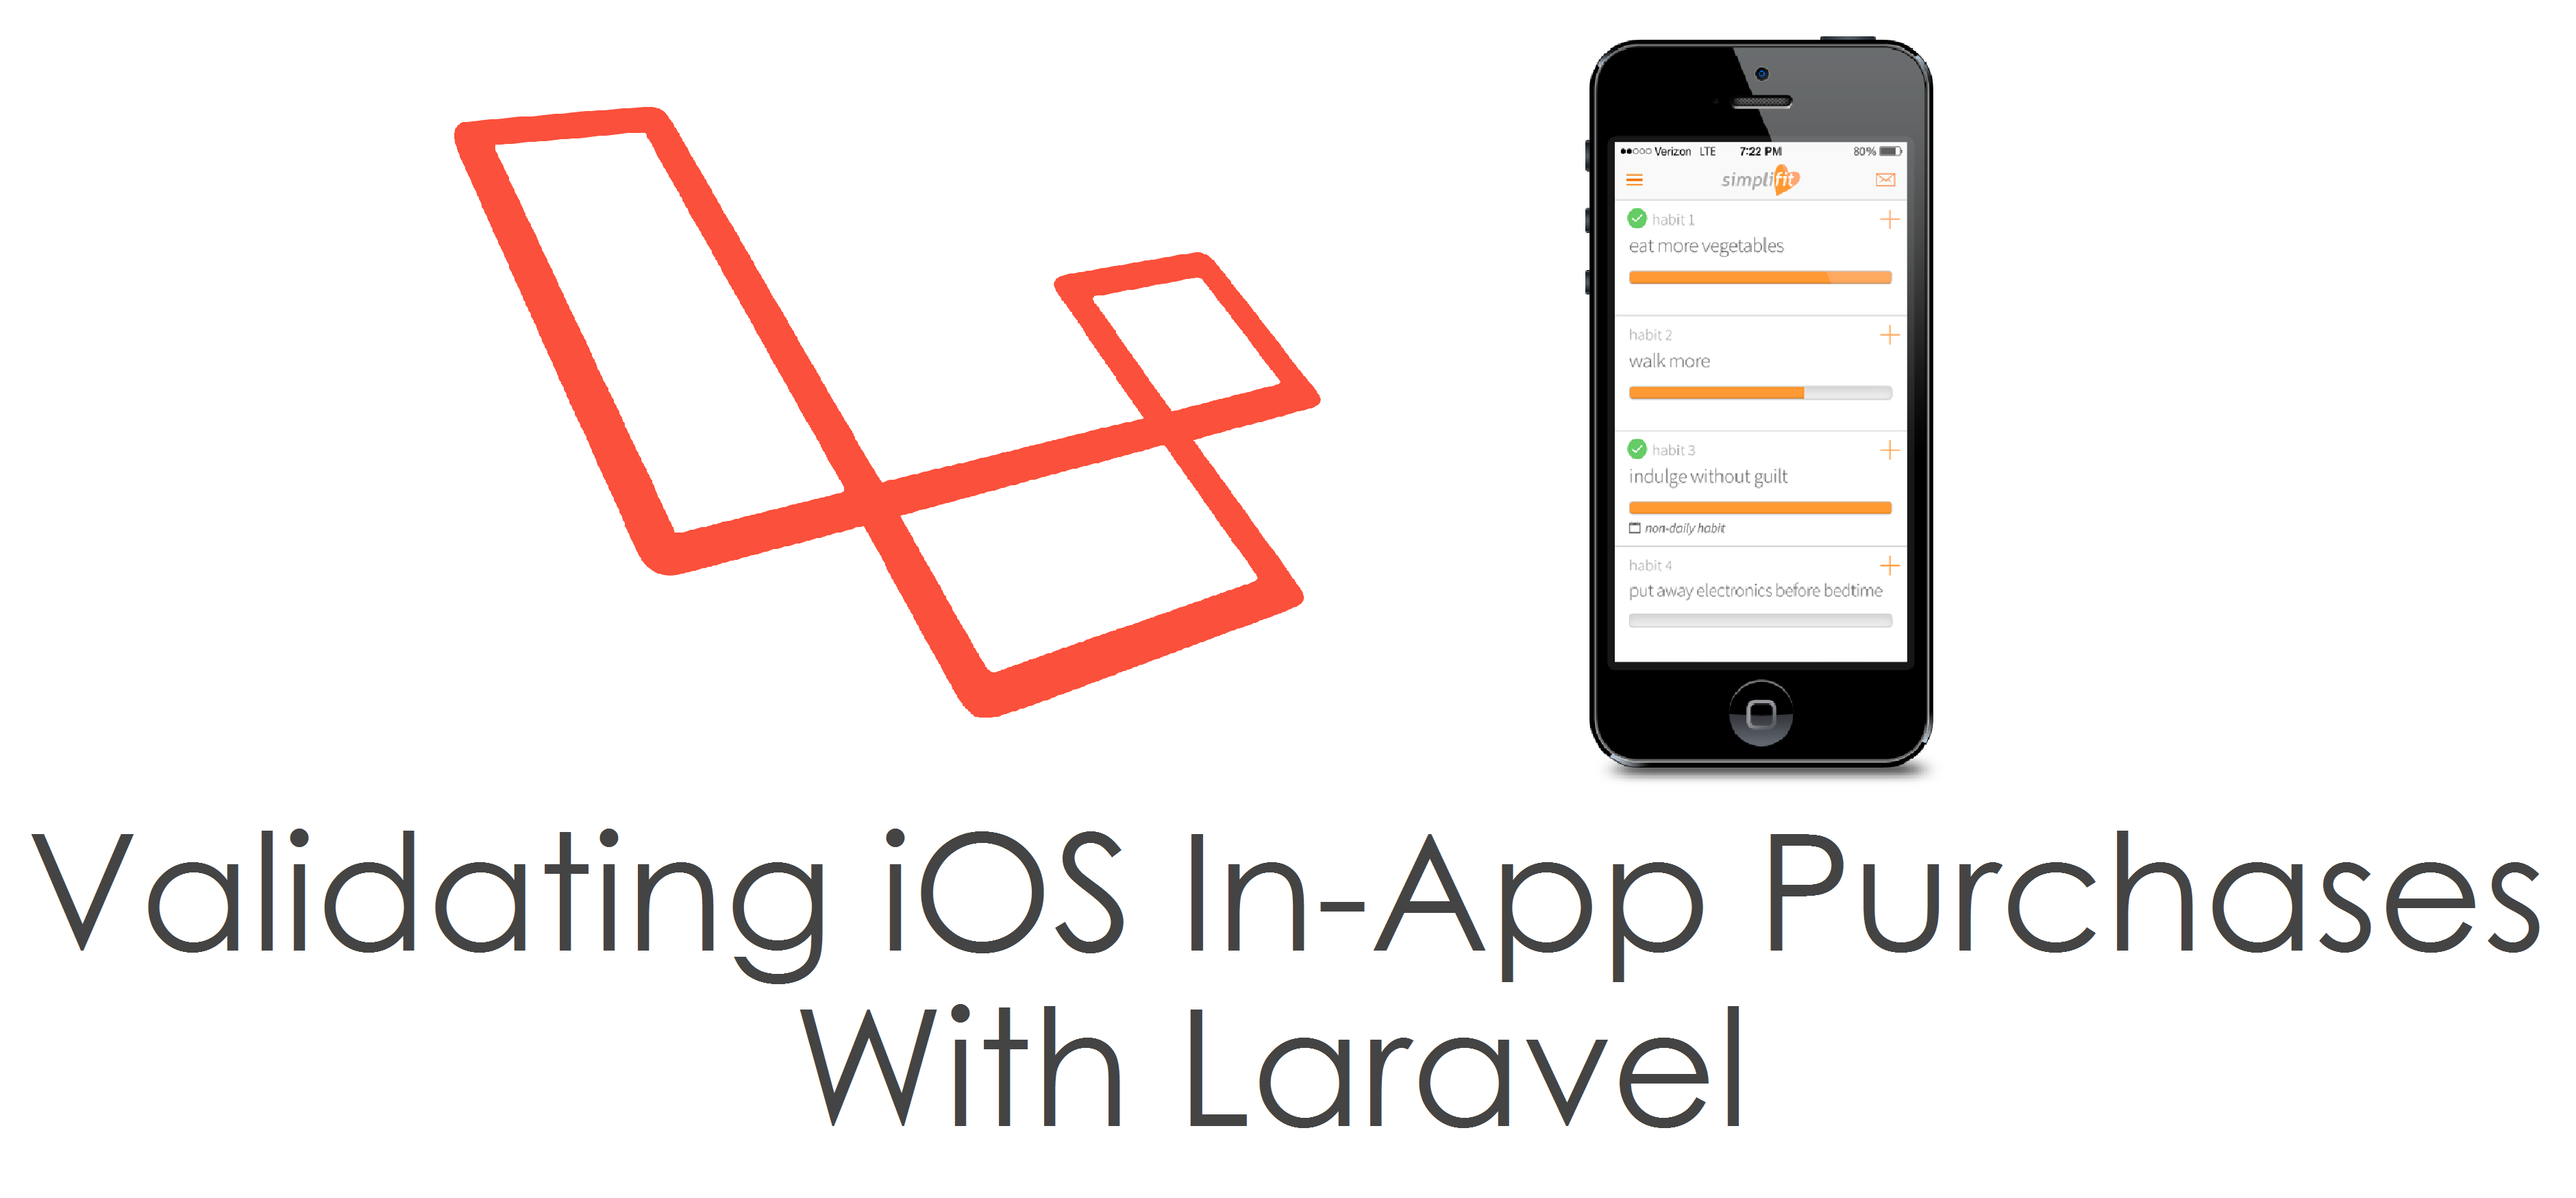 Verizon LTE 7:22 PM 80%
simplifit
habit 1
eat more vegetables
habit 2
walk more
habit 3
indulge without guilt
non-daily habit
habit 4
put away electronics before bedtime
Validating iOS In-App Purchases
With Laravel